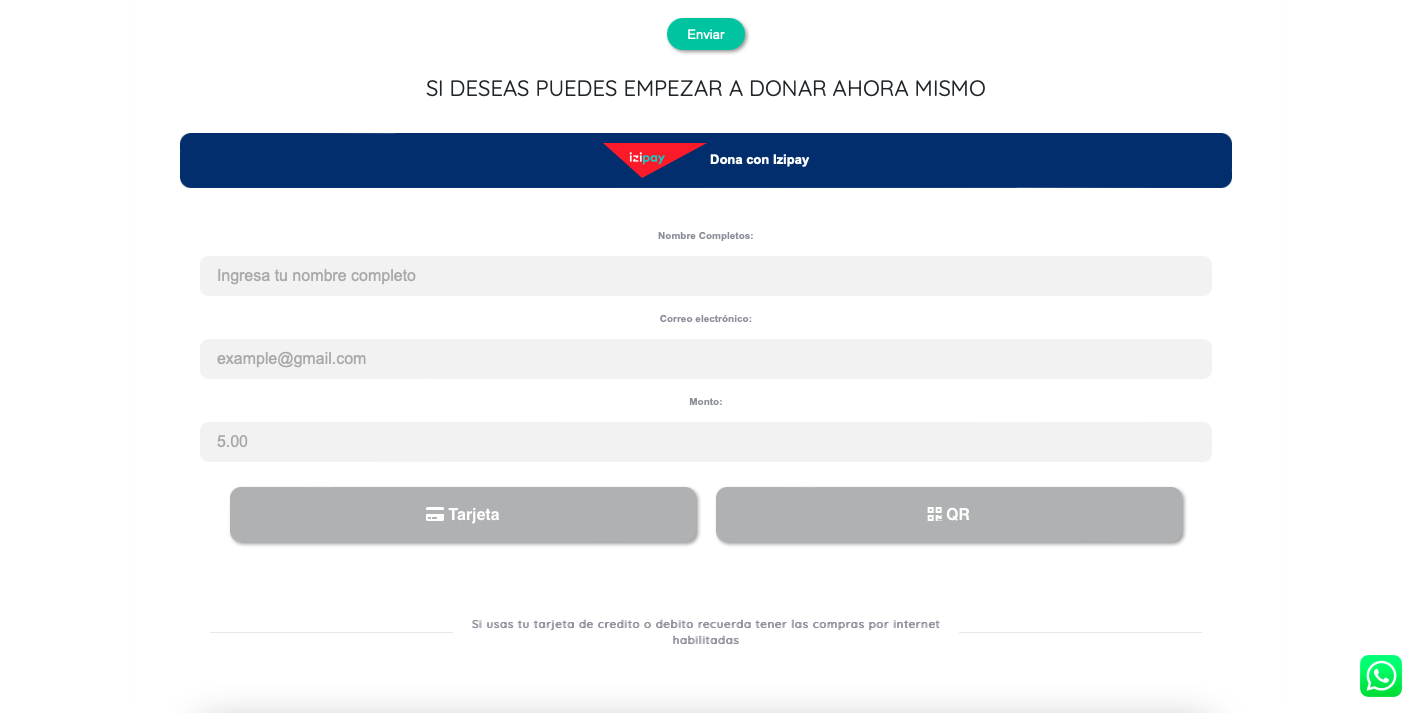 Enviar
SI DESEAS PUEDES EMPEZAR A DONAR AHORA MISMO
izipay Dona con Izipay
Nombre Completos:
Ingresa tu nombre completo
Correo electrónico:
example@gmail.com
Monto:
5.00
Tarjeta
QR
Si usas tu tarjeta de credito o debito recuerda tener las compras por internet
habilitadas